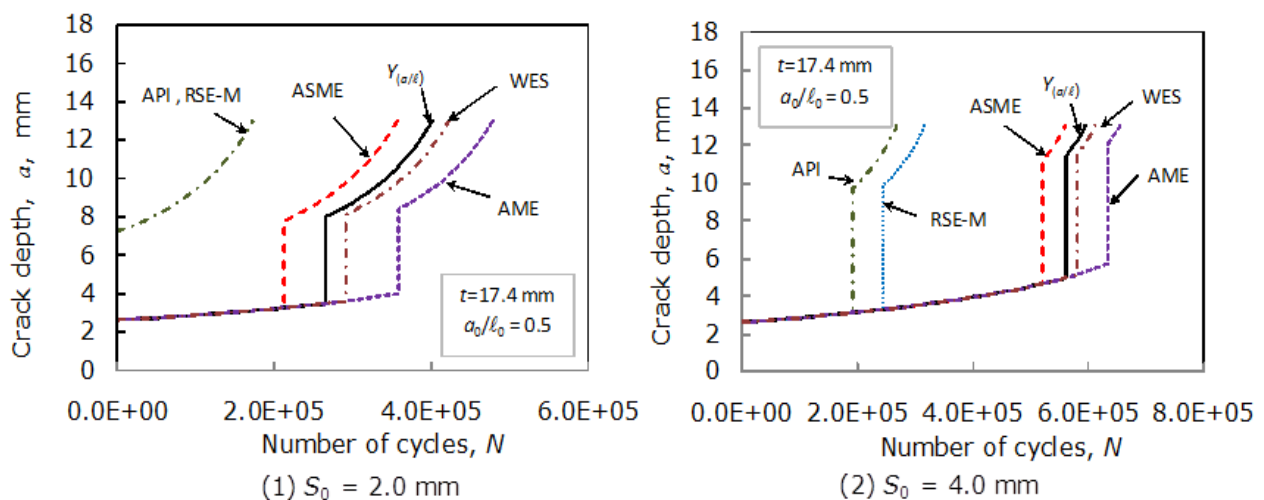 18
16
14
12
10
8
6
4
2
0
Crack depth, a, mm
API , RSE-M
ASME
Y(a/ℓ)
WES
AME
t=17.4 mm
a₀/ℓ₀ = 0.5
0.0E+00 2.0E+05 4.0E+05 6.0E+05
Number of cycles, N
(1) S₀ = 2.0 mm
18
16
14
12
10
8
6
4
2
0
Crack depth, a, mm
t=17.4 mm
a₀/ℓ₀ = 0.5
API
RSE-M
ASME
Y(a/ℓ)
WES
AME
0.0E+00 2.0E+05 4.0E+05 6.0E+05 8.0E+05
Number of cycles, N
(2) S₀ = 4.0 mm